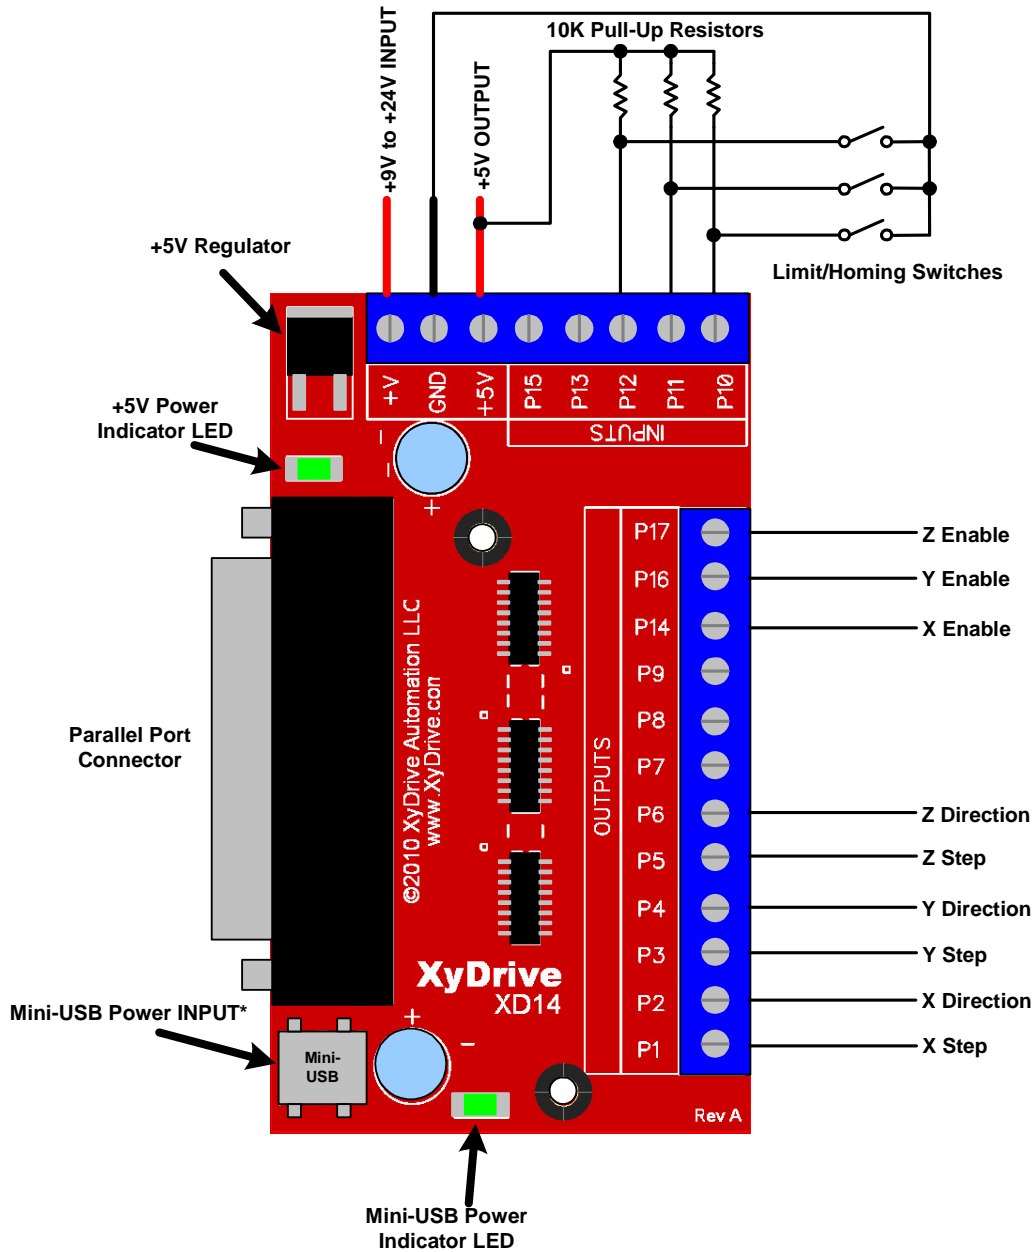 10K Pull-Up Resistors
+9V to +24V INPUT
+5V OUTPUT
Limit/Homing Switches
+5V Regulator
+5V Power
Indicator LED
+V
GND
+5V
P15
P13
P12
P11
P10
INPUTS
-
+
P17
P16
P14
P9
P8
P7
P6
P5
P4
P3
P2
P1
OUTPUTS
Z Enable
Y Enable
X Enable
Z Direction
Z Step
Y Direction
Y Step
X Direction
X Step
Parallel Port
Connector
©2010 XyDrive Automation LLC
www.XyDrive.con
XyDrive
XD14
Mini-USB Power INPUT*
Mini-
USB
+
-
Rev A
Mini-USB Power
Indicator LED